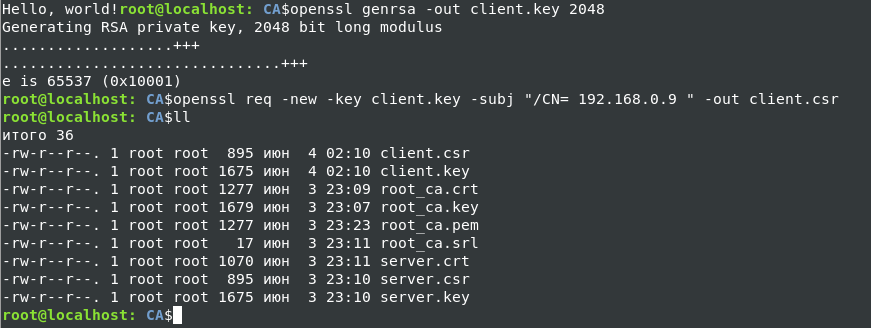 Hello, world!root@localhost: CA$openssl genrsa -out client.key 2048
Generating RSA private key, 2048 bit long modulus
...................+++
...............................+++
e is 65537 (0x10001)
root@localhost: CA$openssl req -new -key client.key -subj "/CN= 192.168.0.9 " -out client.csr
root@localhost: CA$ll
итого 36
-rw-r--r--. 1 root root  895 июн  4 02:10 client.csr
-rw-r--r--. 1 root root 1675 июн  4 02:10 client.key
-rw-r--r--. 1 root root 1277 июн  3 23:09 root_ca.crt
-rw-r--r--. 1 root root 1679 июн  3 23:07 root_ca.key
-rw-r--r--. 1 root root 1277 июн  3 23:23 root_ca.pem
-rw-r--r--. 1 root root   17 июн  3 23:11 root_ca.srl
-rw-r--r--. 1 root root 1070 июн  3 23:11 server.crt
-rw-r--r--. 1 root root  895 июн  3 23:10 server.csr
-rw-r--r--. 1 root root 1675 июн  3 23:10 server.key
root@localhost: CA$